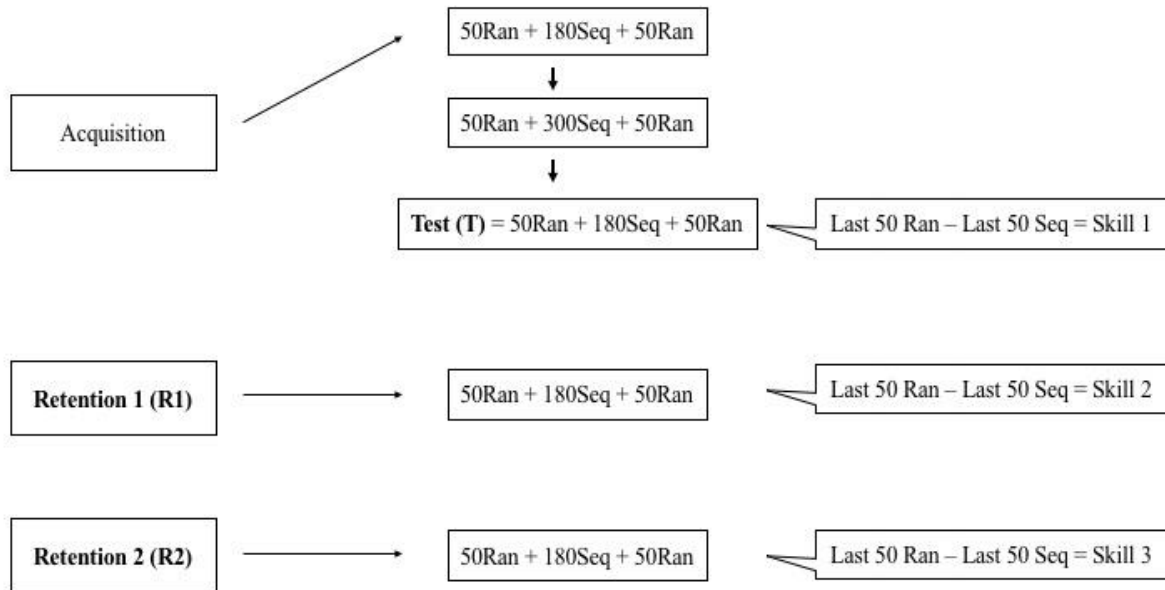 50Ran + 180Seq + 50Ran
Acquisition
50Ran + 300Seq + 50Ran
Test (T) = 50Ran + 180Seq + 50Ran
Last 50 Ran – Last 50 Seq = Skill 1
Retention 1 (R1)
50Ran + 180Seq + 50Ran
Last 50 Ran – Last 50 Seq = Skill 2
Retention 2 (R2)
50Ran + 180Seq + 50Ran
Last 50 Ran – Last 50 Seq = Skill 3